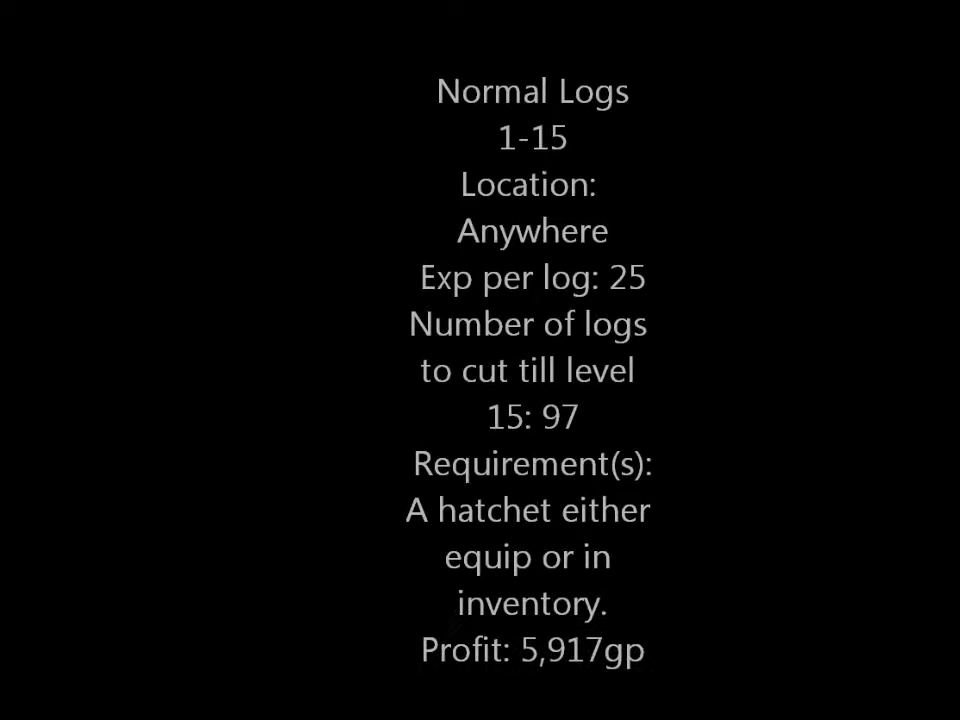 Normal Logs
1-15
Location:
Anywhere
Exp per log: 25
Number of logs
to cut till level
15: 97
Requirement(s):
A hatchet either
equip or in
inventory.
Profit: 5,917gp